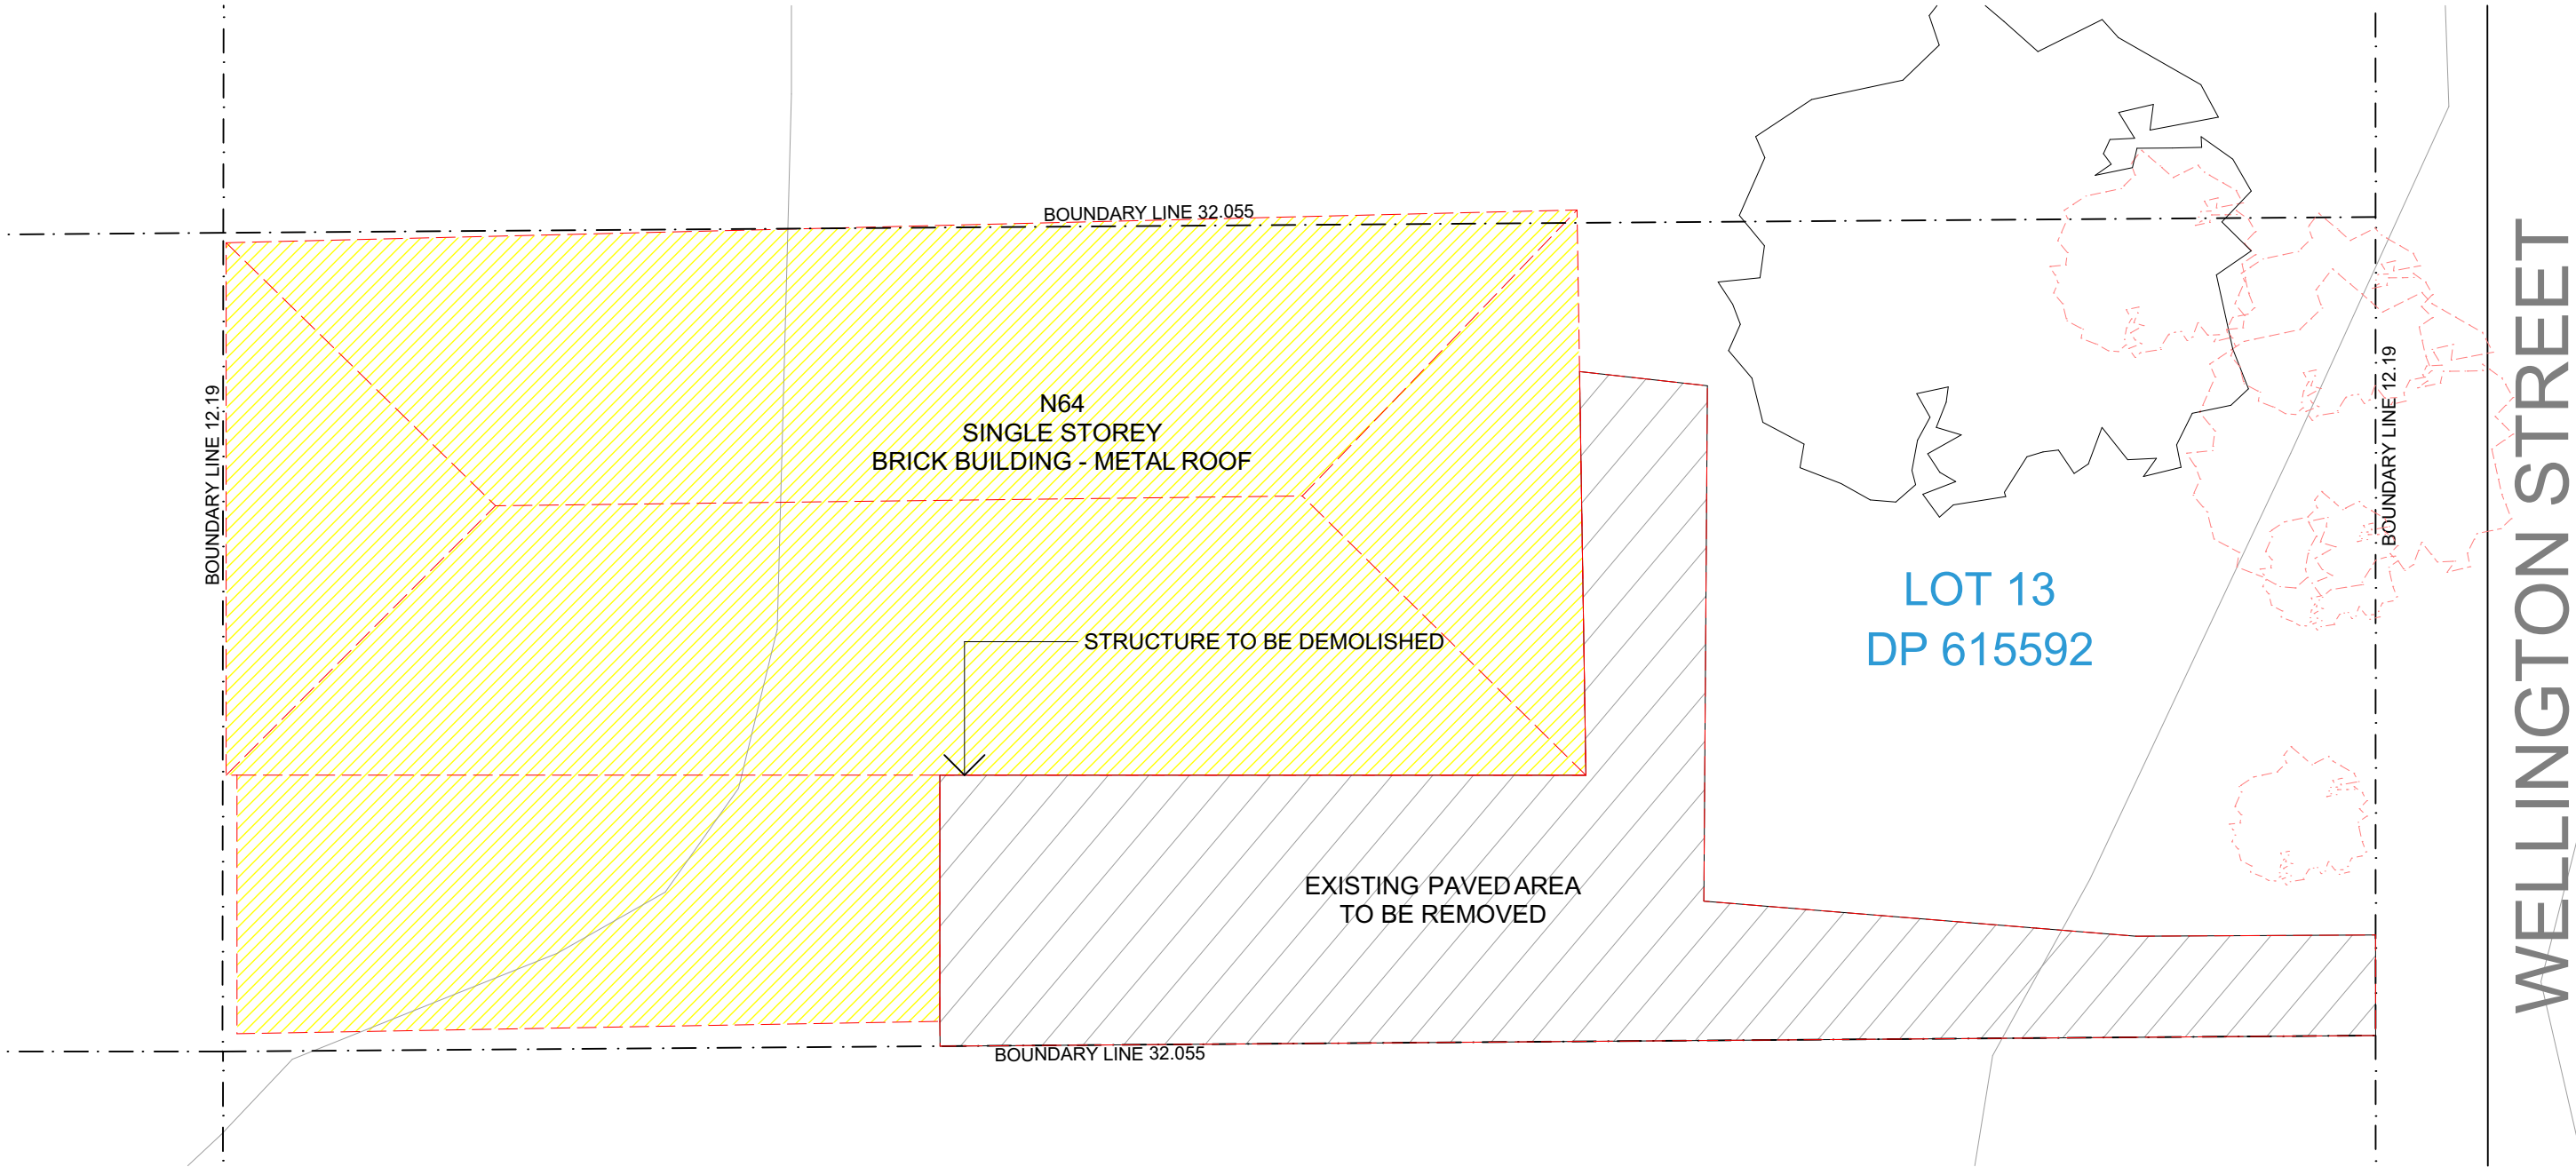 BOUNDARY LINE 32.055
BOUNDARY LINE 12.19
N64
SINGLE STOREY
BRICK BUILDING - METAL ROOF
BOUNDARY LINE 12.19
WELLINGTON STREET
LOT 13
DP 615592
STRUCTURE TO BE DEMOLISHED
EXISTING PAVED AREA
TO BE REMOVED
BOUNDARY LINE 32.055